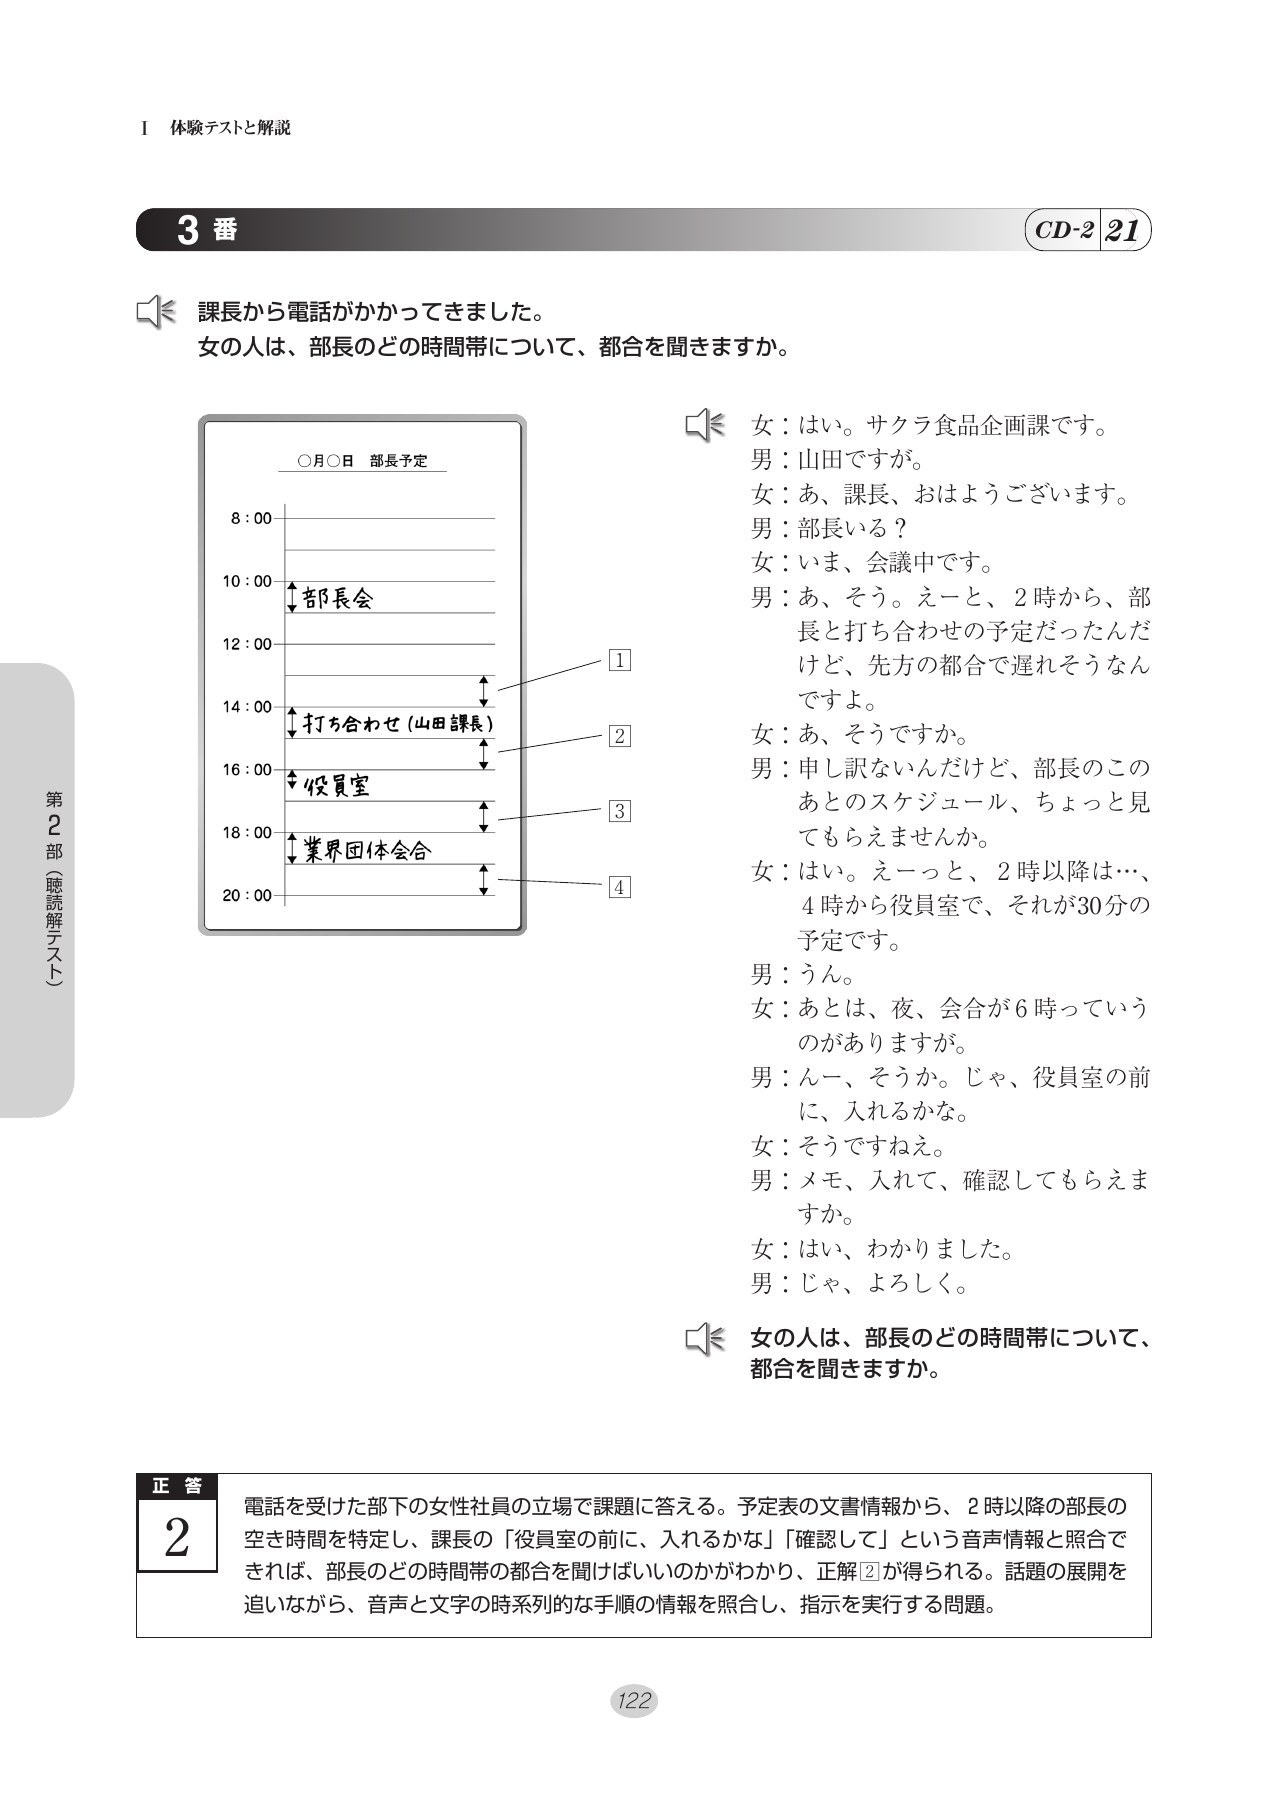 I 体験テストと解説
3 番
CD-2 21
課長から電話がかかってきました。
女の人は、部長のどの時間帯について、都合を聞きますか。
○月○日 部長予定
8：00
10：00
部長会
12：00
1
14：00
打ち合わせ(山田課長)
2
16：00
役員室
3
18：00
業界団体会合
4
20：00
女：はい。サクラ食品企画課です。
男：山田ですが。
女：あ、課長、おはようございます。
男：部長いる？
女：いま、会議中です。
男：あ、そう。えーと、２時から、部
長と打ち合わせの予定だったんだ
けど、先方の都合で遅れそうなん
ですよ。
女：あ、そうですか。
男：申し訳ないんだけど、部長のこの
あとのスケジュール、ちょっと見
てもらえませんか。
女：はい。えーっと、２時以降は…、
４時から役員室で、それが30分の
予定です。
男：うん。
女：あとは、夜、会合が６時っていう
のがありますが。
男：んー、そうか。じゃ、役員室の前
に、入れるかな。
女：そうですねえ。
男：メモ、入れて、確認してもらえま
すか。
女：はい、わかりました。
男：じゃ、よろしく。
女の人は、部長のどの時間帯について、
都合を聞きますか。
第2部（聴読解テスト）
正 答
2
電話を受けた部下の女性社員の立場で課題に答える。予定表の文書情報から、２時以降の部長の
空き時間を特定し、課長の「役員室の前に、入れるかな」「確認して」という音声情報と照合で
きれば、部長のどの時間帯の都合を聞けばいいのかがわかり、正解2が得られる。話題の展開を
追いながら、音声と文字の時系列的な手順の情報を照合し、指示を実行する問題。
122